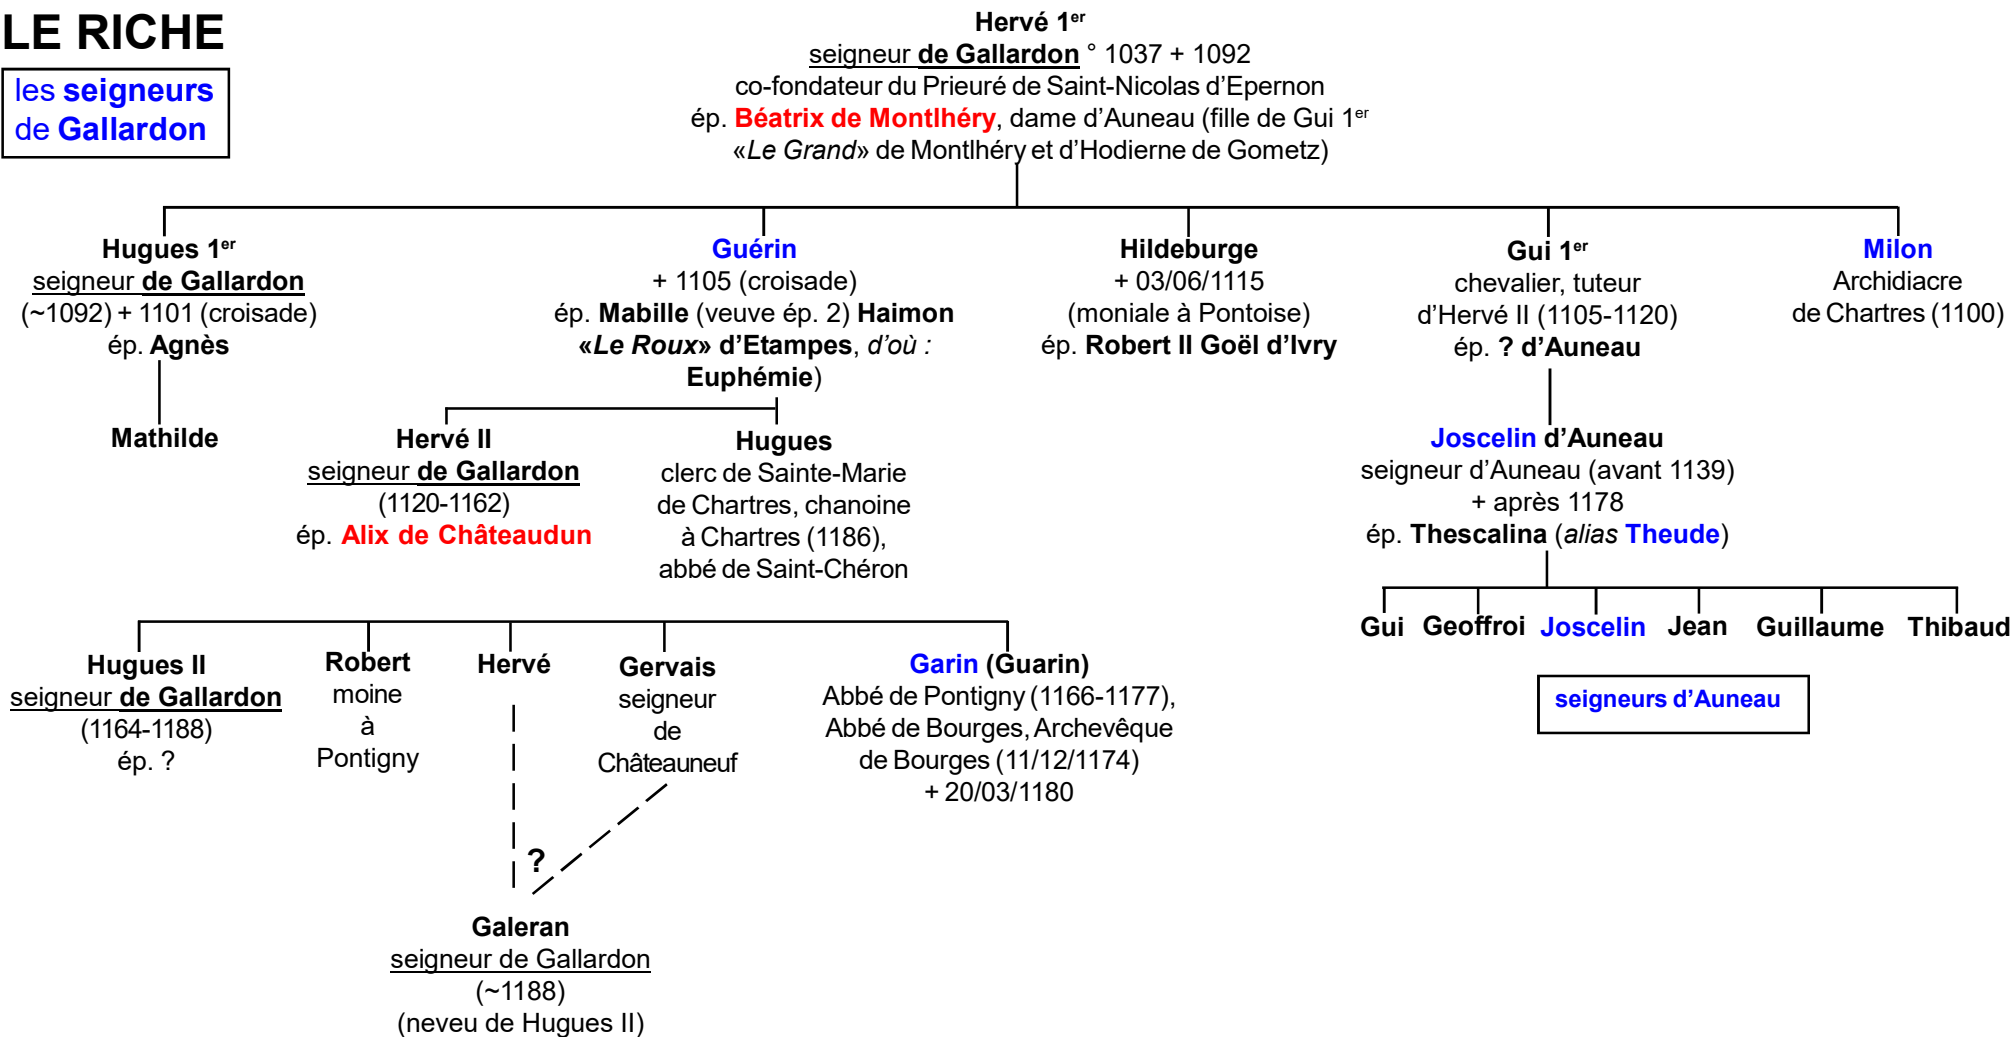 LE RICHE
les seigneurs
de Gallardon
Hervé 1er
seigneur de Gallardon ° 1037 + 1092
co-fondateur du Prieuré de Saint-Nicolas d’Epernon
ép. Béatrix de Montlhéry, dame d’Auneau (fille de Gui 1er
«Le Grand» de Montlhéry et d’Hodierne de Gometz)
Hugues 1er
seigneur de Gallardon
(~1092) + 1101 (croisade)
ép. Agnès
Mathilde
Guérin
+ 1105 (croisade)
ép. Mabille (veuve ép. 2) Haimon
«Le Roux» d’Etampes, d’où :
Euphémie)
Hildeburge
+ 03/06/1115
(moniale à Pontoise)
ép. Robert II Goël d’Ivry
Gui 1er
chevalier, tuteur
d’Hervé II (1105-1120)
ép. ? d’Auneau
Milon
Archidiacre
de Chartres (1100)
Hervé II
seigneur de Gallardon
(1120-1162)
ép. Alix de Châteaudun
Hugues
clerc de Sainte-Marie
de Chartres, chanoine
à Chartres (1186),
abbé de Saint-Chéron
Joscelin d’Auneau
seigneur d’Auneau (avant 1139)
+ après 1178
ép. Thescalina (alias Theude)
Gui Geoffroi Joscelin Jean Guillaume Thibaud
seigneurs d’Auneau
Hugues II
seigneur de Gallardon
(1164-1188)
ép. ?
Robert
moine
à
Pontigny
Hervé
Gervais
seigneur
de
Châteauneuf
Garin (Guarin)
Abbé de Pontigny (1166-1177),
Abbé de Bourges, Archevêque
de Bourges (11/12/1174)
+ 20/03/1180
?
Galeran
seigneur de Gallardon
(~1188)
(neveu de Hugues II)